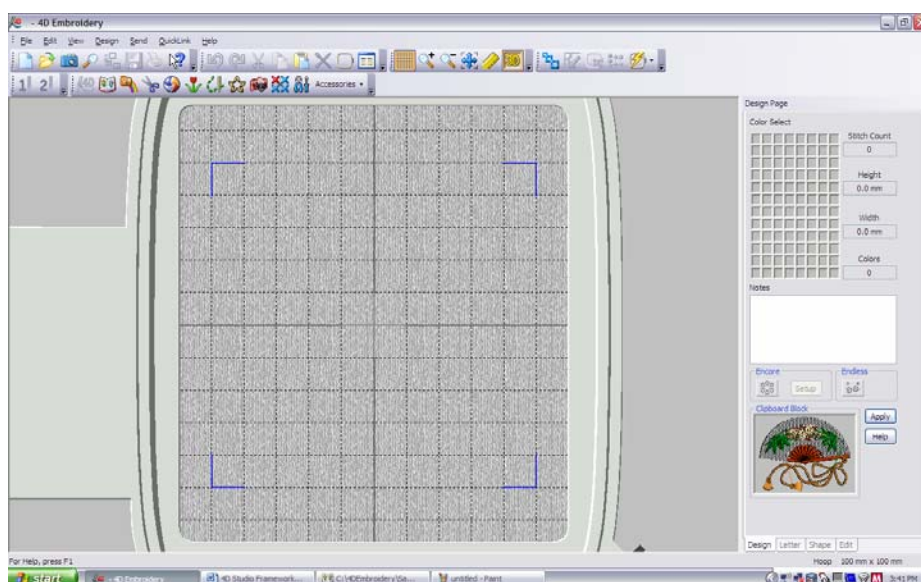 - 4D Embroidery
File Edit View Design Send QuickLink Help
1 2 Accessories
Design Page
Color Select
Stitch Count
0
Height
0.0 mm
Width
0.0 mm
Colors
0
Notes
Encore
Endless
Setup
Clipboard Block
Apply
Help
Design Letter Shape Edit
For Help, press F1
Hoop 100 mm x 100 mm
start - 4D Embroidery 4D Studio Framework... untitled - Paint